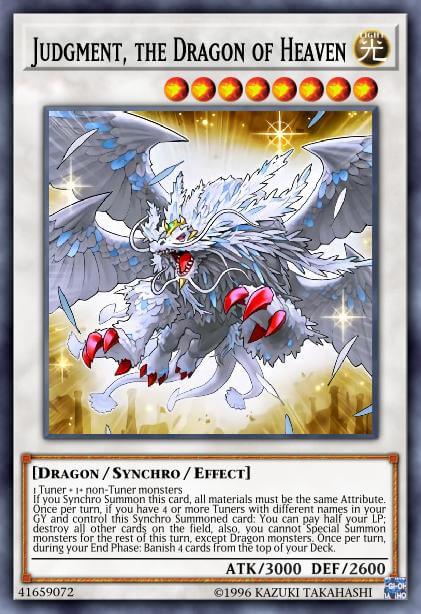 JUDGMENT, THE DRAGON OF HEAVEN
LIGHT
光
[DRAGON / SYNCHRO / EFFECT]
1 Tuner + 1+ non-Tuner monsters
If you Synchro Summon this card, all materials must be the same Attribute.
Once per turn, if you have 4 or more Tuners with different names in your
GY and control this Synchro Summoned card: You can pay half your LP;
destroy all other cards on the field, also, you cannot Special Summon
monsters for the rest of this turn, except Dragon monsters. Once per turn,
during your End Phase: Banish 4 cards from the top of your Deck.
ATK/3000 DEF/2600
41659072
©1996 KAZUKI TAKAHASHI